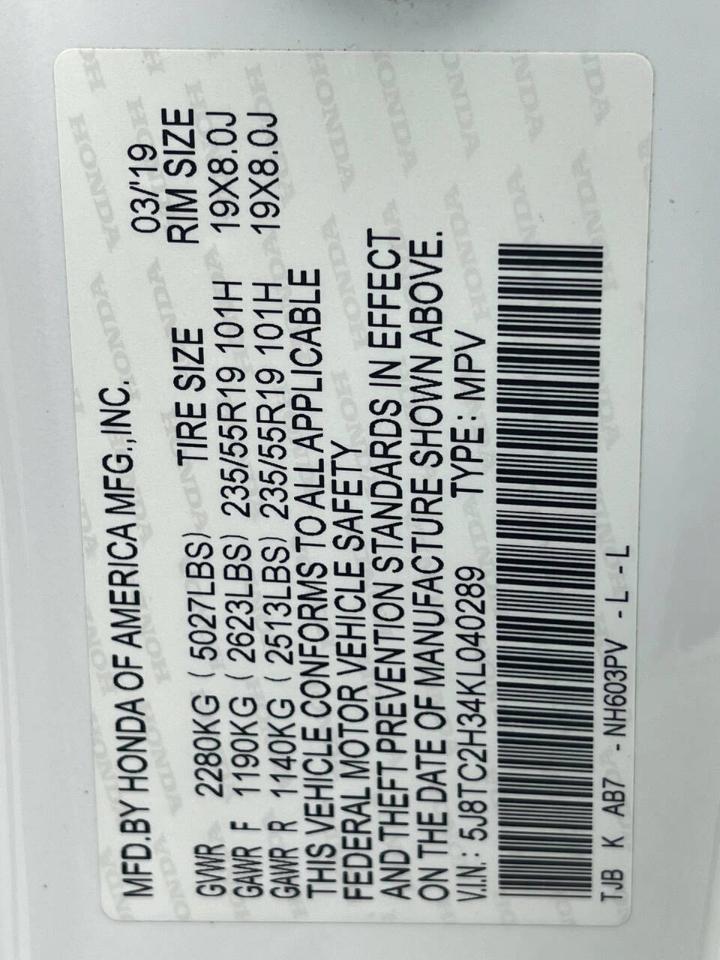 MFD.BY HONDA OF AMERICA MFG.,INC. 03/'19
TIRE SIZE RIM SIZE
GVWR 2280KG ( 5027LBS)
GAWR F 1190KG ( 2623LBS) 235/55R19 101H 19X8.0J
GAWR R 1140KG ( 2513LBS) 235/55R19 101H 19X8.0J
THIS VEHICLE CONFORMS TO ALL APPLICABLE
FEDERAL MOTOR VEHICLE SAFETY
AND THEFT PREVENTION STANDARDS IN EFFECT
ON THE DATE OF MANUFACTURE SHOWN ABOVE.
V.I.N.: 5J8TC2H34KL040289 TYPE: MPV
TJB K AB7 -NH603PV -L -L